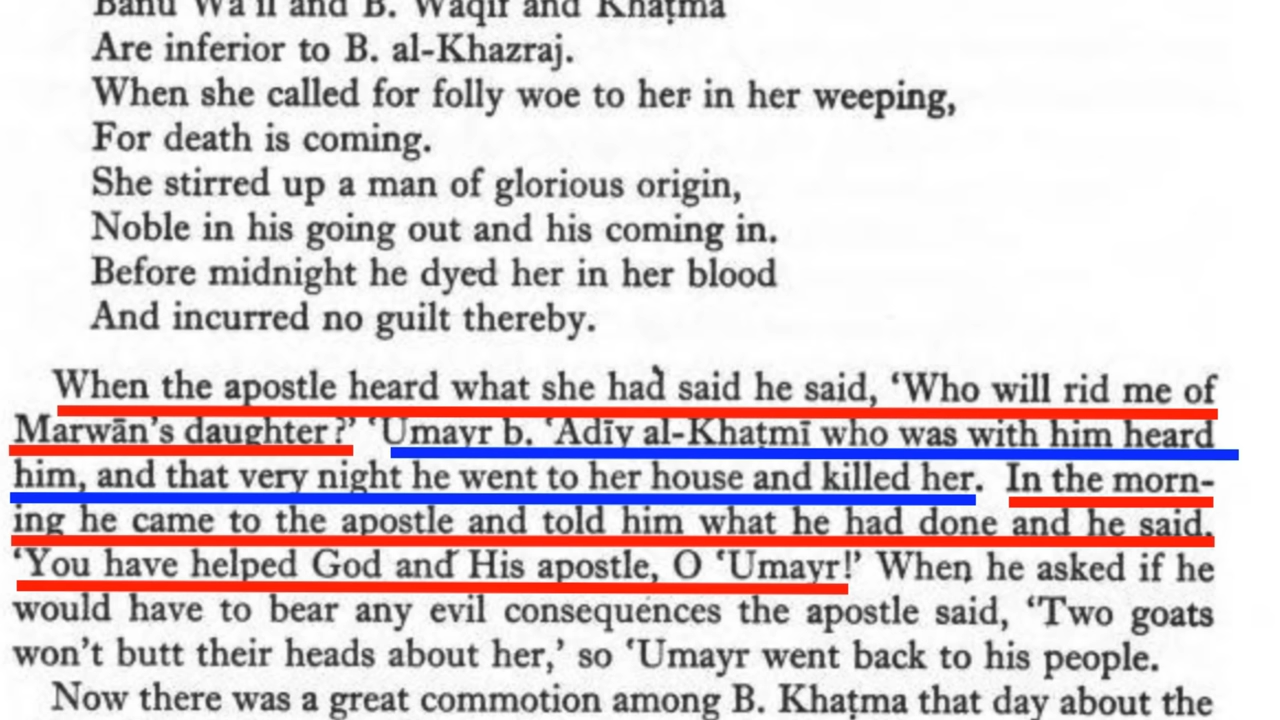 Banu Wa'il and B. Waqif and Khaṭma
Are inferior to B. al-Khazraj.
When she called for folly woe to her in her weeping,
For death is coming.
She stirred up a man of glorious origin,
Noble in his going out and his coming in.
Before midnight he dyed her in her blood
And incurred no guilt thereby.
When the apostle heard what she had said he said, ‘Who will rid me of
Marwān's daughter?’ ‘Umayr b. ‘Adīy al-Khaṭmī who was with him heard
him, and that very night he went to her house and killed her. In the morn-
ing he came to the apostle and told him what he had done and he said,
‘You have helped God and His apostle, O ‘Umayr!’ When he asked if he
would have to bear any evil consequences the apostle said, ‘Two goats
won't butt their heads about her,’ so ‘Umayr went back to his people.
Now there was a great commotion among B. Khaṭma that day about the